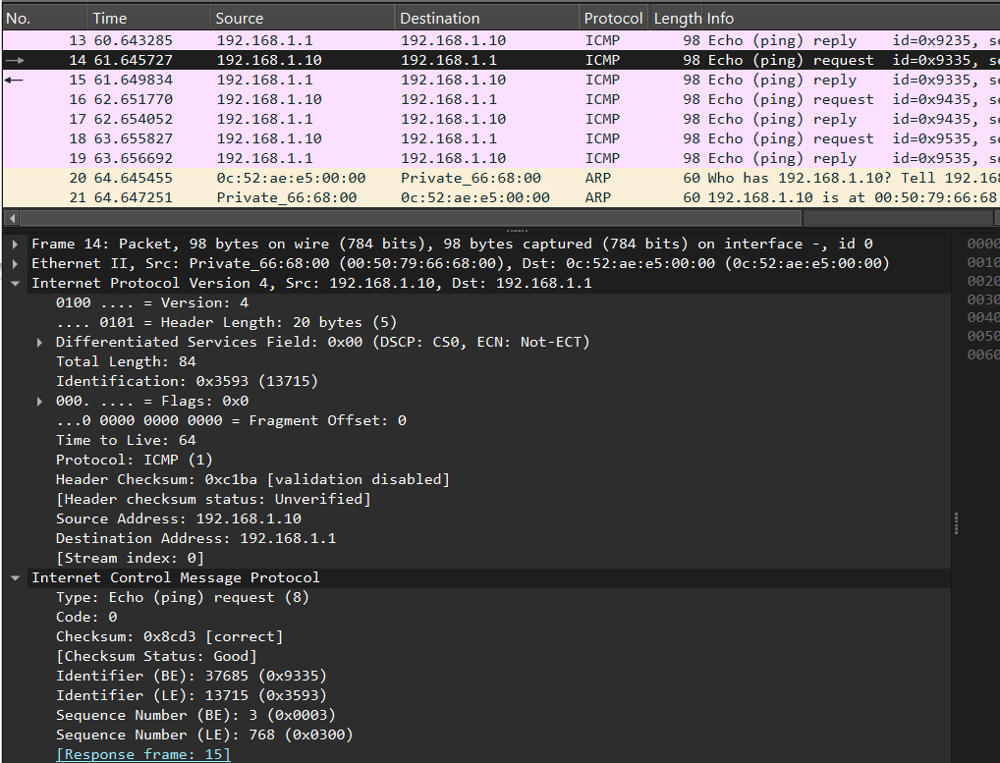 No. Time Source Destination Protocol Length Info
13 60.643285 192.168.1.1 192.168.1.10 ICMP 98 Echo (ping) reply id=0x9235,
14 61.645727 192.168.1.10 192.168.1.1 ICMP 98 Echo (ping) request id=0x9335,
15 61.649834 192.168.1.1 192.168.1.10 ICMP 98 Echo (ping) reply id=0x9335,
16 62.651770 192.168.1.10 192.168.1.1 ICMP 98 Echo (ping) request id=0x9435,
17 62.654052 192.168.1.1 192.168.1.10 ICMP 98 Echo (ping) reply id=0x9435,
18 63.655827 192.168.1.10 192.168.1.1 ICMP 98 Echo (ping) request id=0x9535,
19 63.656692 192.168.1.1 192.168.1.10 ICMP 98 Echo (ping) reply id=0x9535,
20 64.645455 0c:52:ae:e5:00:00 Private_66:68:00 ARP 60 Who has 192.168.1.10? Tell 192.168
21 64.647251 Private_66:68:00 0c:52:ae:e5:00:00 ARP 60 192.168.1.10 is at 00:50:79:66:68
Frame 14: Packet, 98 bytes on wire (784 bits), 98 bytes captured (784 bits) on interface -, id 0
Ethernet II, Src: Private_66:68:00 (00:50:79:66:68:00), Dst: 0c:52:ae:e5:00:00 (0c:52:ae:e5:00:00)
Internet Protocol Version 4, Src: 192.168.1.10, Dst: 192.168.1.1
0100 .... = Version: 4
.... 0101 = Header Length: 20 bytes (5)
Differentiated Services Field: 0x00 (DSCP: CS0, ECN: Not-ECT)
Total Length: 84
Identification: 0x3593 (13715)
000. .... = Flags: 0x0
...0 0000 0000 0000 = Fragment Offset: 0
Time to Live: 64
Protocol: ICMP (1)
Header Checksum: 0xc1ba [validation disabled]
[Header checksum status: Unverified]
Source Address: 192.168.1.10
Destination Address: 192.168.1.1
[Stream index: 0]
Internet Control Message Protocol
Type: Echo (ping) request (8)
Code: 0
Checksum: 0x8cd3 [correct]
[Checksum Status: Good]
Identifier (BE): 37685 (0x9335)
Identifier (LE): 13715 (0x3593)
Sequence Number (BE): 3 (0x0003)
Sequence Number (LE): 768 (0x0300)
[Response frame: 15]
0000
0010
0020
0030
0040
0050
0060